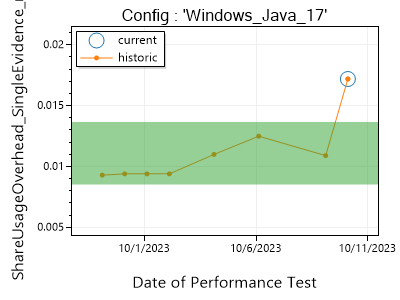 Config : 'Windows_Java_17'
ShareUsageOverhead_SingleEvidence_
0.02
0.015
0.01
0.005
current
historic
10/1/2023
10/6/2023
10/11/2023
Date of Performance Test